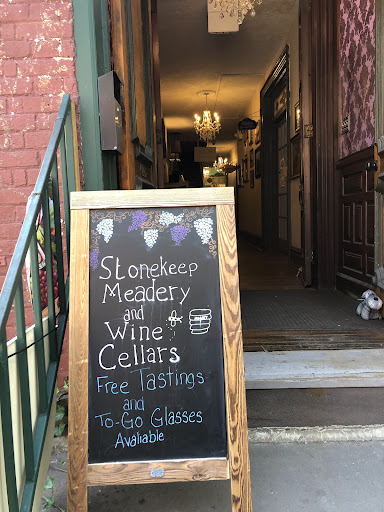 Stonekeep
Meadery
and
Wine
Cellars
Free Tastings
and
To-Go Glasses
Avaliable